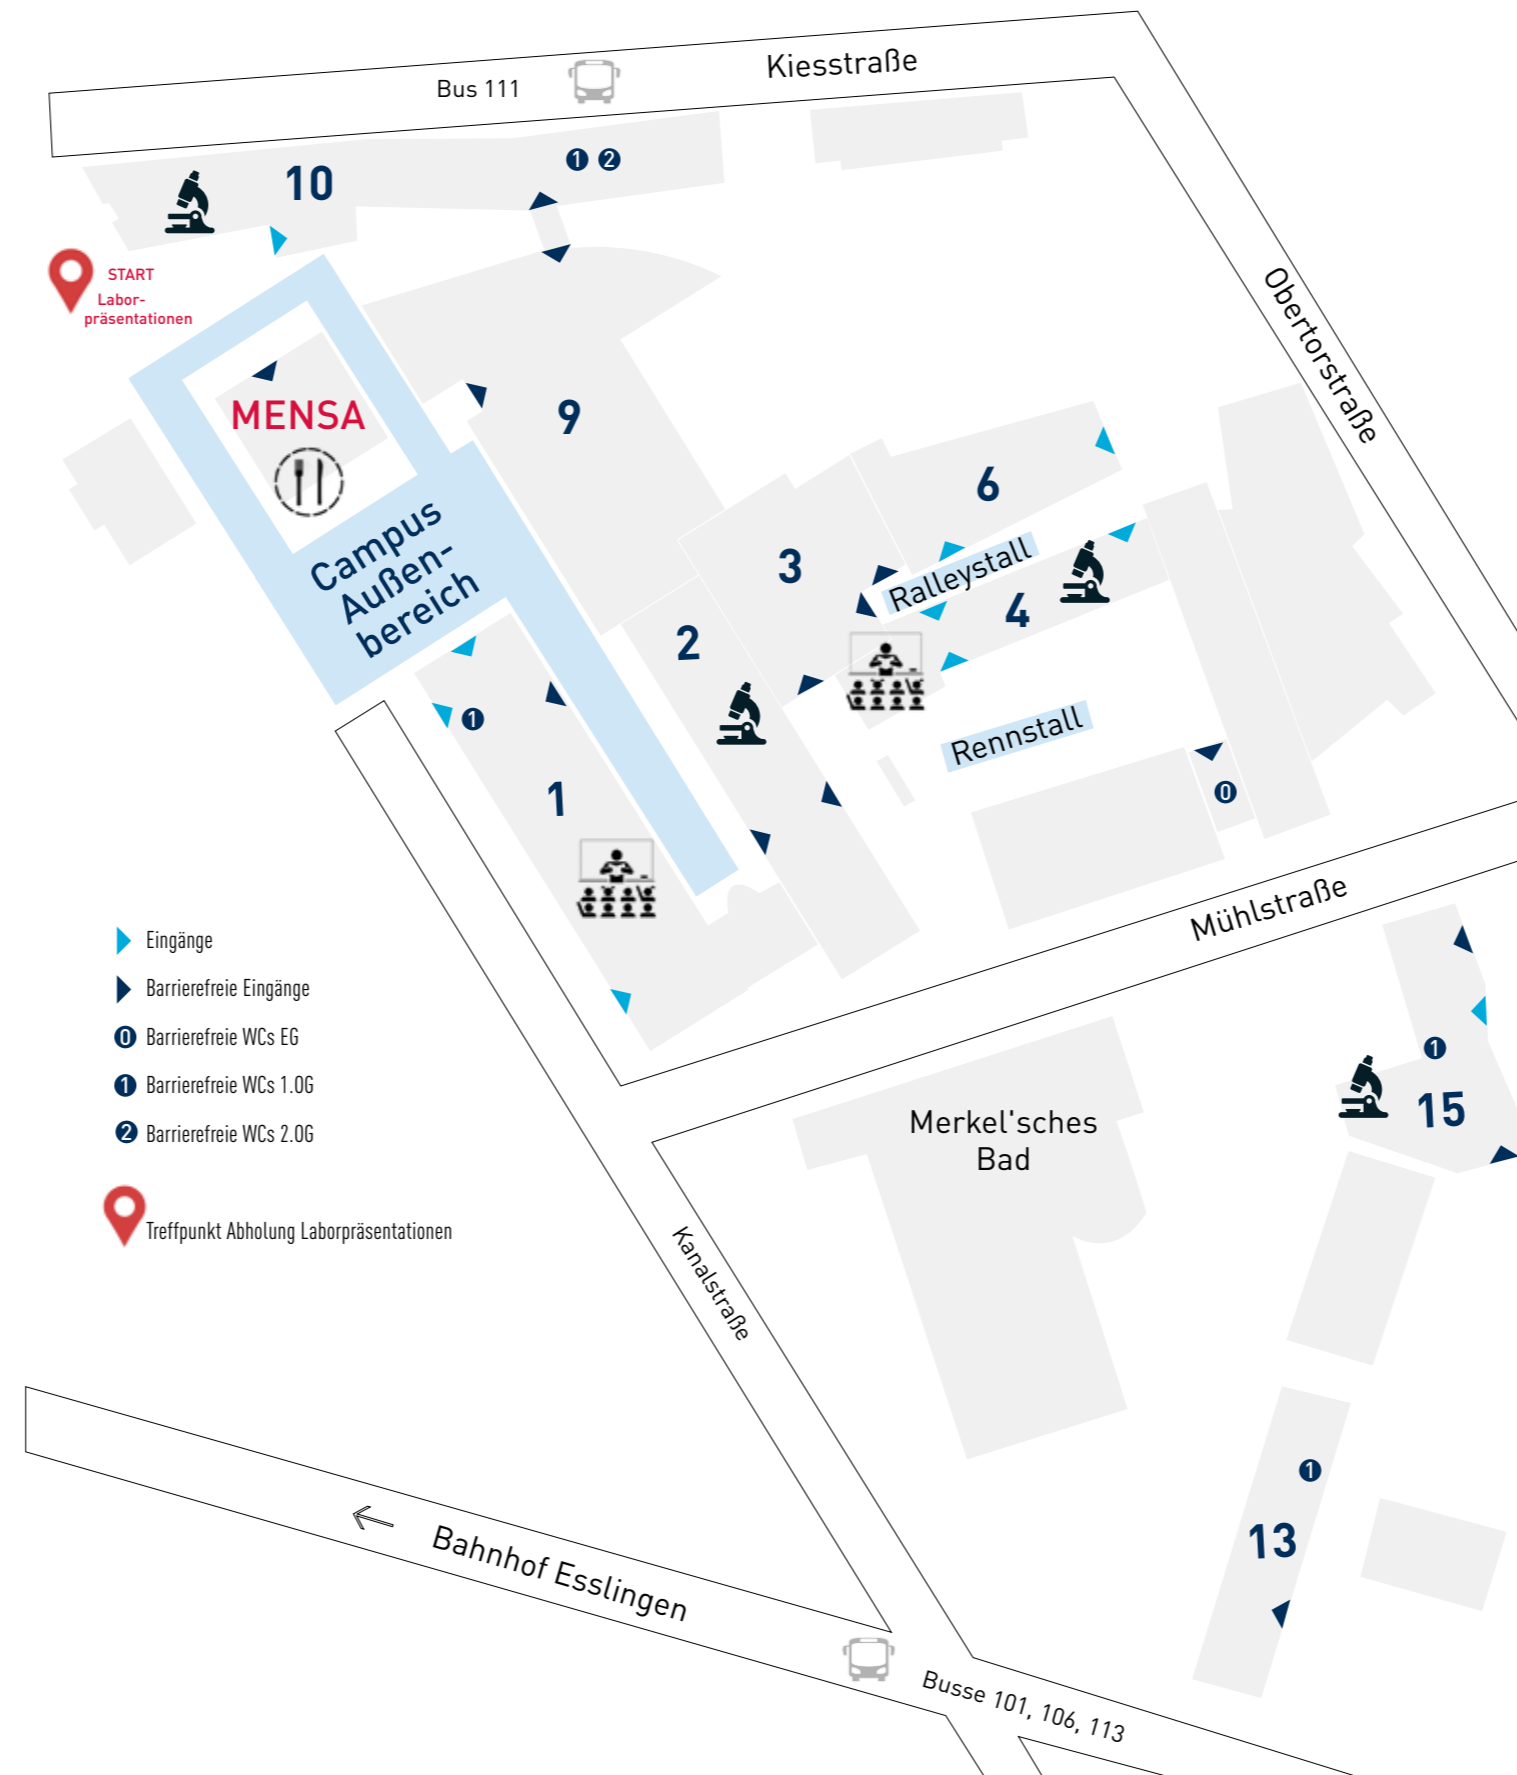 Kiesstraße
Bus 111
1 2
10
START
Labor-
präsentationen
Obertorstraße
MENSA
9
6
Campus
Außen-
bereich
3
Ralleystall
4
2
1
Rennstall
1
0
Mühlstraße
Eingänge
Barrierefreie Eingänge
0 Barrierefreie WCs EG
1 Barrierefreie WCs 1.OG
2 Barrierefreie WCs 2.OG
Treffpunkt Abholung Laborpräsentationen
1
15
Merkel'sches
Bad
Kanalstraße
1
13
Bahnhof Esslingen
Busse 101, 106, 113